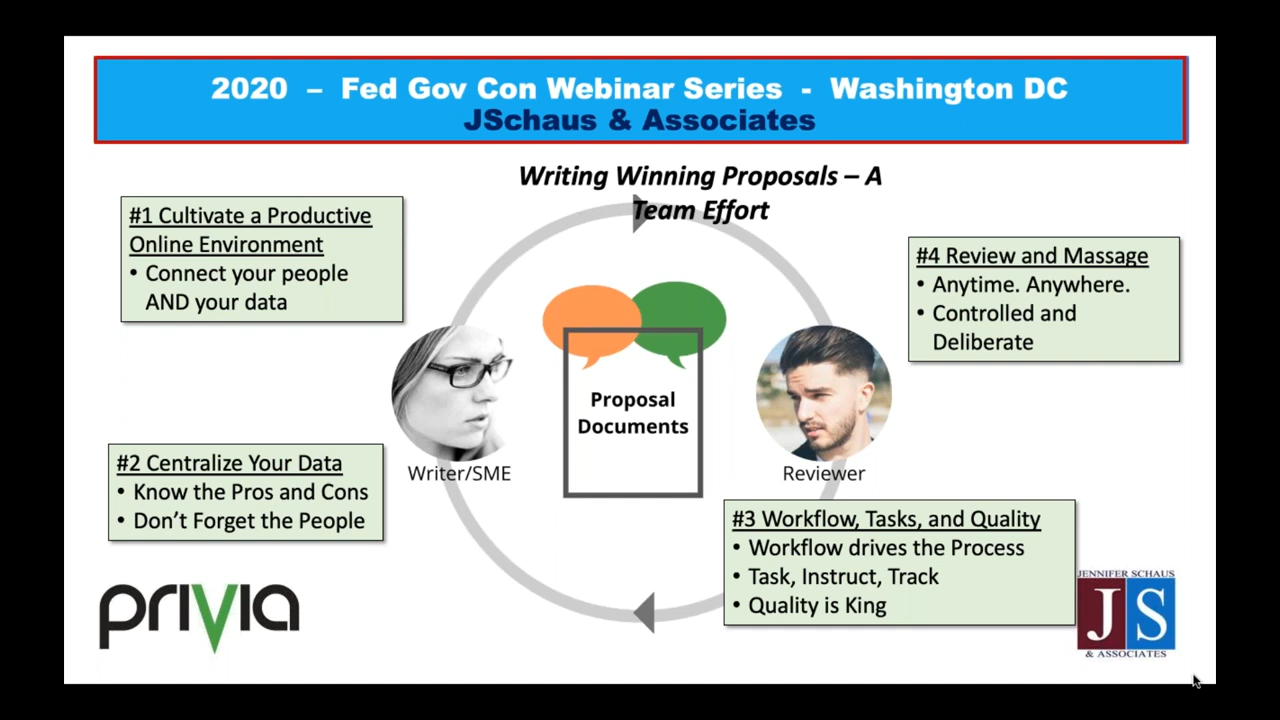 2020 – Fed Gov Con Webinar Series - Washington DC
JSchaus & Associates
Writing Winning Proposals – A
Team Effort
#1 Cultivate a Productive
Online Environment
• Connect your people
AND your data
#4 Review and Massage
• Anytime. Anywhere.
• Controlled and
Deliberate
Proposal
Documents
Writer/SME
Reviewer
#2 Centralize Your Data
• Know the Pros and Cons
• Don't Forget the People
#3 Workflow, Tasks, and Quality
• Workflow drives the Process
• Task, Instruct, Track
• Quality is King
privia
JENNIFER SCHAUS
JS
& ASSOCIATES